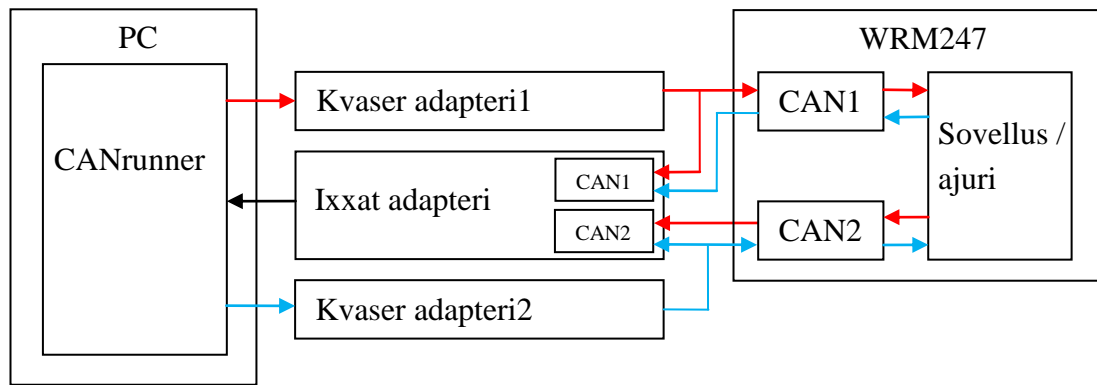 PC
WRM247
Kvaser adapteri1
CAN1
CANrunner
Sovellus /
ajuri
CAN1
Ixxat adapteri
CAN2
CAN2
Kvaser adapteri2